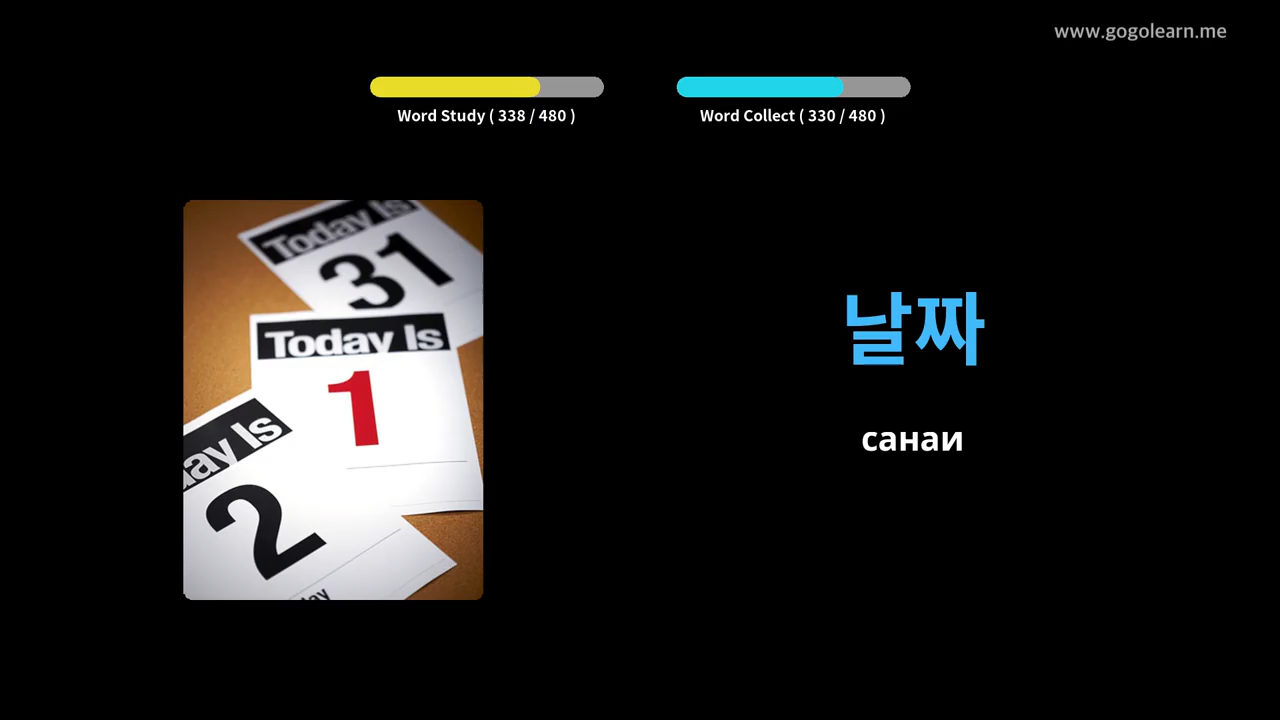 www.gogolearn.me
Word Study ( 338 / 480 )
Word Collect ( 330 / 480 )
Today Is
31
Today Is
1
ay Is
2
날짜
санаи